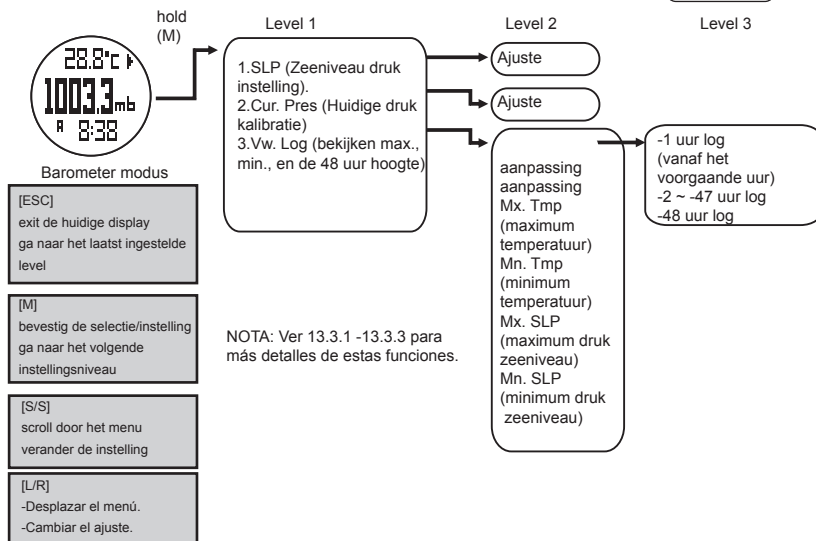 hold
(M)
Level 1
Level 2
Level 3
28.8°C
1003.3mb
A 8:38
Barometer modus
1.SLP (Zeeniveau druk
instelling).
2.Cur. Pres (Huidige druk
kalibratie)
3.Vw. Log (bekijken max.,
min., en de 48 uur hoogte)
Ajuste
Ajuste
aanpassing
aanpassing
Mx. Tmp
(maximum
temperatuur)
Mn. Tmp
(minimum
temperatuur)
Mx. SLP
(maximum druk
zeeniveau)
Mn. SLP
(minimum druk
zeeniveau)
-1 uur log
(vanaf het
voorgaande uur)
-2 ~ -47 uur log
-48 uur log
[ESC]
exit de huidige display
ga naar het laatst ingestelde
level
[M]
bevestig de selectie/instelling
ga naar het volgende
instellingsniveau
[S/S]
scroll door het menu
verander de instelling
[L/R]
-Desplazar el menú.
-Cambiar el ajuste.
NOTA: Ver 13.3.1 -13.3.3 para
más detalles de estas funciones.